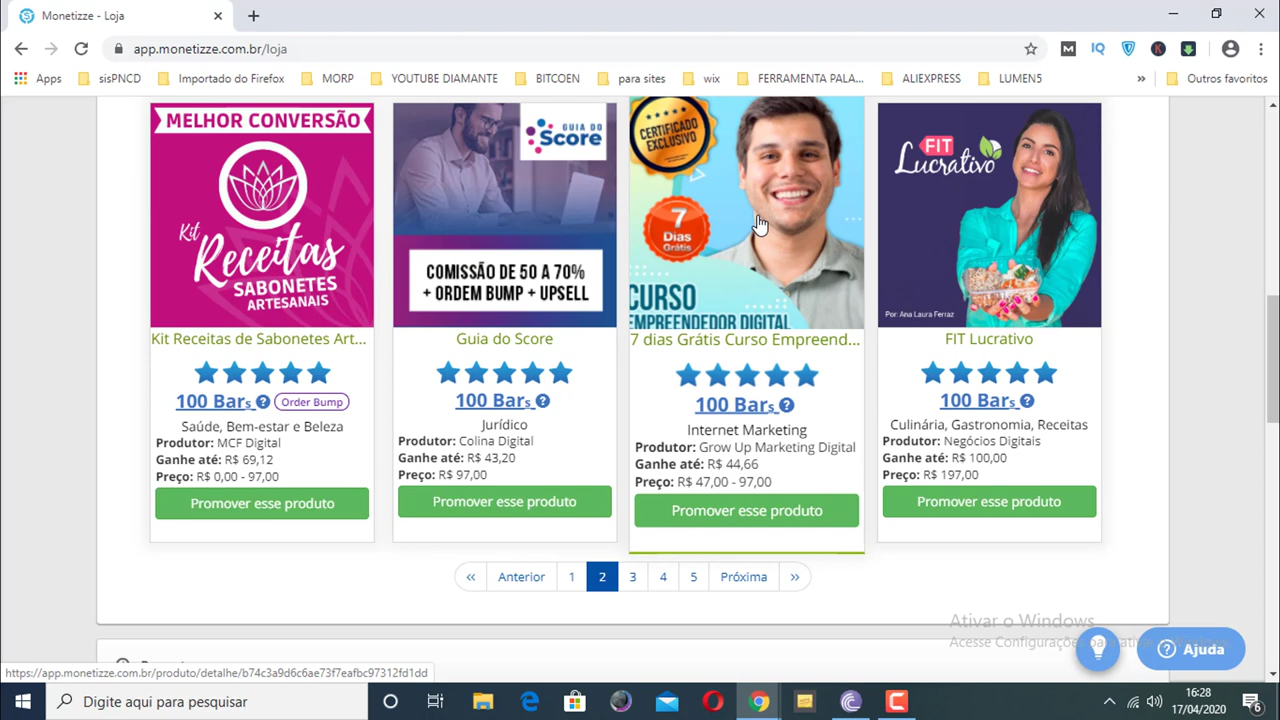 Monetizze - Loja
app.monetizze.com.br/loja
Apps
sisPNCD
Importado do Firefox
MORP
YOUTUBE DIAMANTE
BITCOEN
para sites
wix
FERRAMENTA PALA...
ALIEXPRESS
LUMEN5
»
Outros favoritos
MELHOR CONVERSÃO
Kit
Receitas
SABONETES
ARTESANAIS
Kit Receitas de Sabonetes Art...
100 Bars
Order Bump
Saúde, Bem-estar e Beleza
Produtor: MCF Digital
Ganhe até: R$ 69,12
Preço: R$ 0,00 - 97,00
Promover esse produto
GUIA DO
Score
COMISSÃO DE 50 A 70%
+ ORDEM BUMP + UPSELL
Guia do Score
100 Bars
Jurídico
Produtor: Colina Digital
Ganhe até: R$ 43,20
Preço: R$ 97,00
Promover esse produto
CERTIFICADO
EXCLUSIVO
7
Dias
Grátis
CURSO
EMPREENDEDOR DIGITAL
7 dias Grátis Curso Empreend...
100 Bars
Internet Marketing
Produtor: Grow Up Marketing Digital
Ganhe até: R$ 44,66
Preço: R$ 47,00 - 97,00
Promover esse produto
FIT
Lucrativo
Por: Ana Laura Ferraz
FIT Lucrativo
100 Bars
Culinária, Gastronomia, Receitas
Produtor: Negócios Digitais
Ganhe até: R$ 100,00
Preço: R$ 197,00
Promover esse produto
«
Anterior
1
2
3
4
5
Próxima
»
Ativar o Windows
Acesse Configurações
Ajuda
https://app.monetizze.com.br/produto/detalhe/b74c3a9d6c6ae73f7eafbc97312fd1dd
Digite aqui para pesquisar
16:28
17/04/2020
6